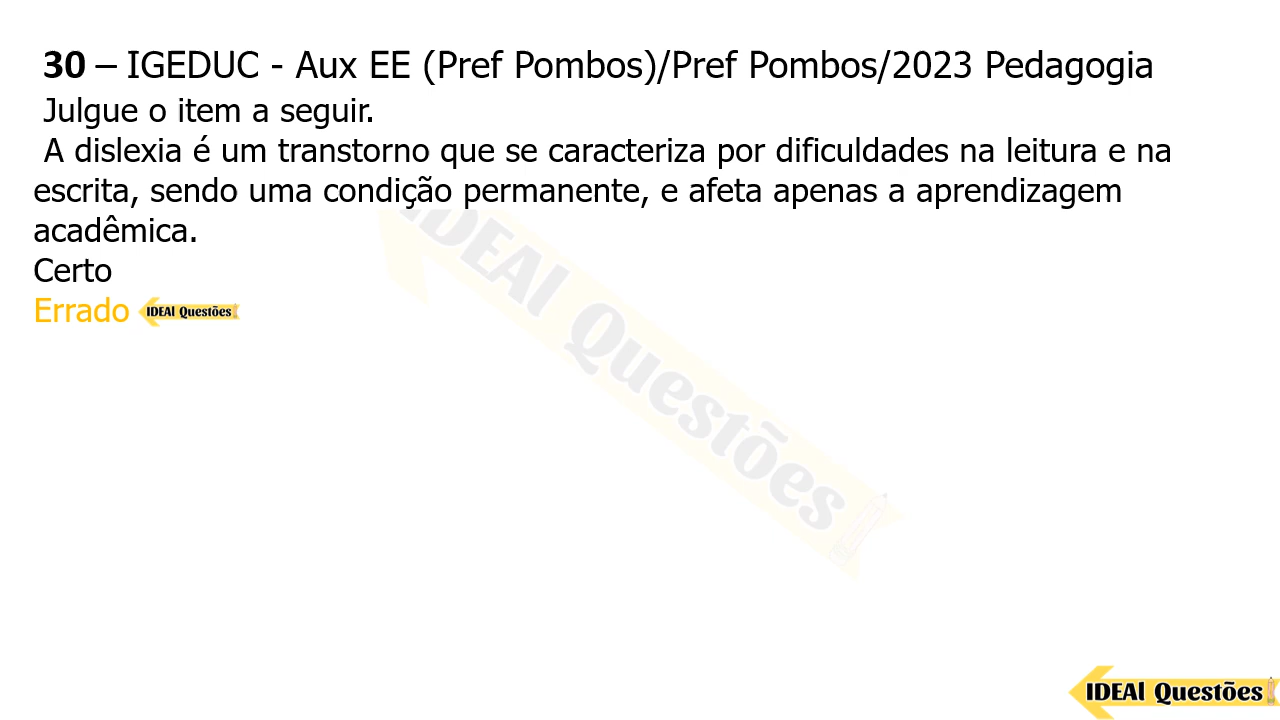 30 – IGEDUC - Aux EE (Pref Pombos)/Pref Pombos/2023 Pedagogia
Julgue o item a seguir.
A dislexia é um transtorno que se caracteriza por dificuldades na leitura e na
escrita, sendo uma condição permanente, e afeta apenas a aprendizagem
acadêmica.
Certo
Errado IDEAl Questões
IDEAl Questões
IDEAl Questões